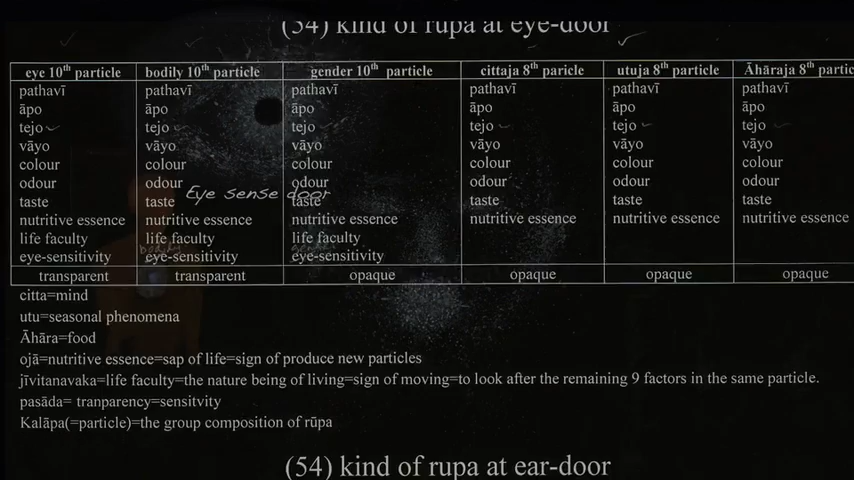 (54) kind of rupa at eye-door
eye 10th particle bodily 10th particle gender 10th particle cittaja 8th paricle utuja 8th particle Āhāraja 8th partic
pathavī pathavī pathavī pathavī pathavī pathavī
āpo āpo āpo āpo āpo āpo
tejo tejo tejo tejo tejo tejo
vāyo vāyo vāyo vāyo vāyo vāyo
colour colour colour colour colour colour
odour odour odour odour odour odour
Eye sense door
taste taste taste taste taste taste
nutritive essence nutritive essence nutritive essence nutritive essence nutritive essence nutritive essence
life faculty life faculty life faculty
bodily
eye-sensitivity eye-sensitivity eye-sensitivity
transparent transparent opaque opaque opaque opaque
citta=mind
utu=seasonal phenomena
Āhāra=food
ojā=nutritive essence=sap of life=sign of produce new particles
jīvitanavaka=life faculty=the nature being of living=sign of moving=to look after the remaining 9 factors in the same particle.
pasāda= tranparency=sensitvity
Kalāpa(=particle)=the group composition of rūpa
(54) kind of rupa at ear-door